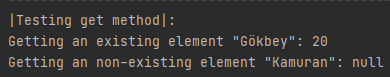 |Testing get method|:
Getting an existing element "Gökbey": 20
Getting an non-existing element "Kamuran": null